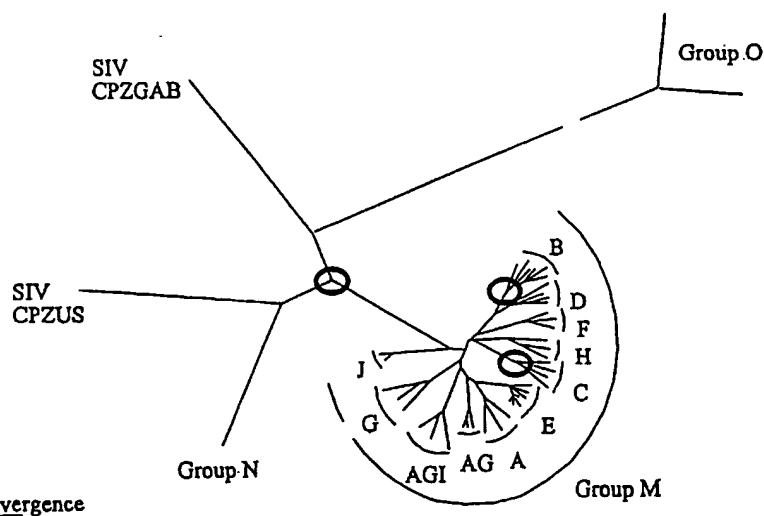 SIV
CPZGAB
Group O
SIV
CPZUS
B
D
F
H
C
J
E
G
A
AG
AGI
Group N
Group M
vergence